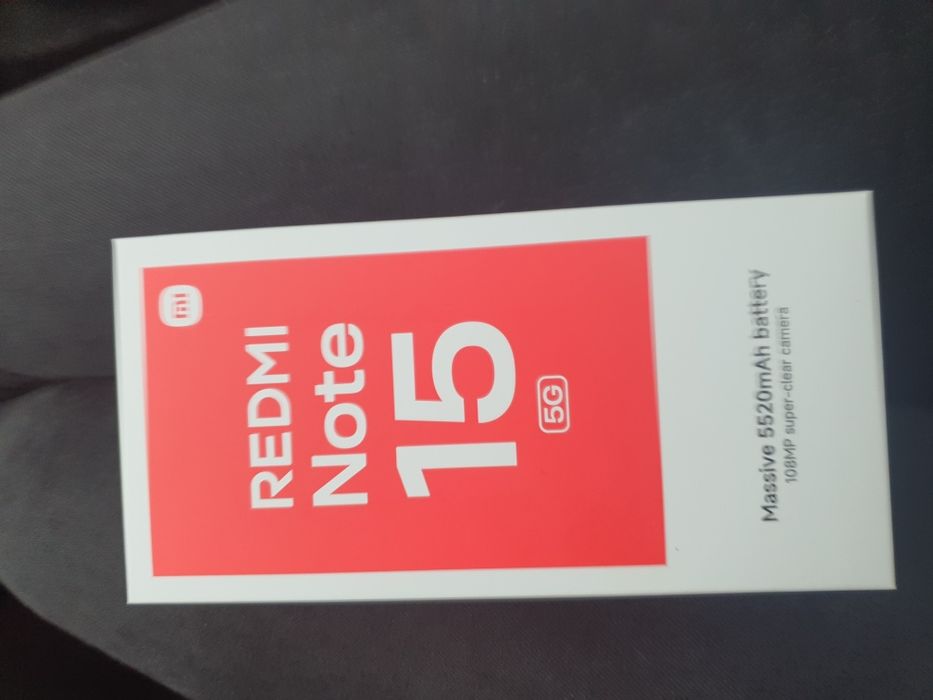 mi
REDMI
Note
15
5G
Massive 5520mAh battery
108MP super-clear camera